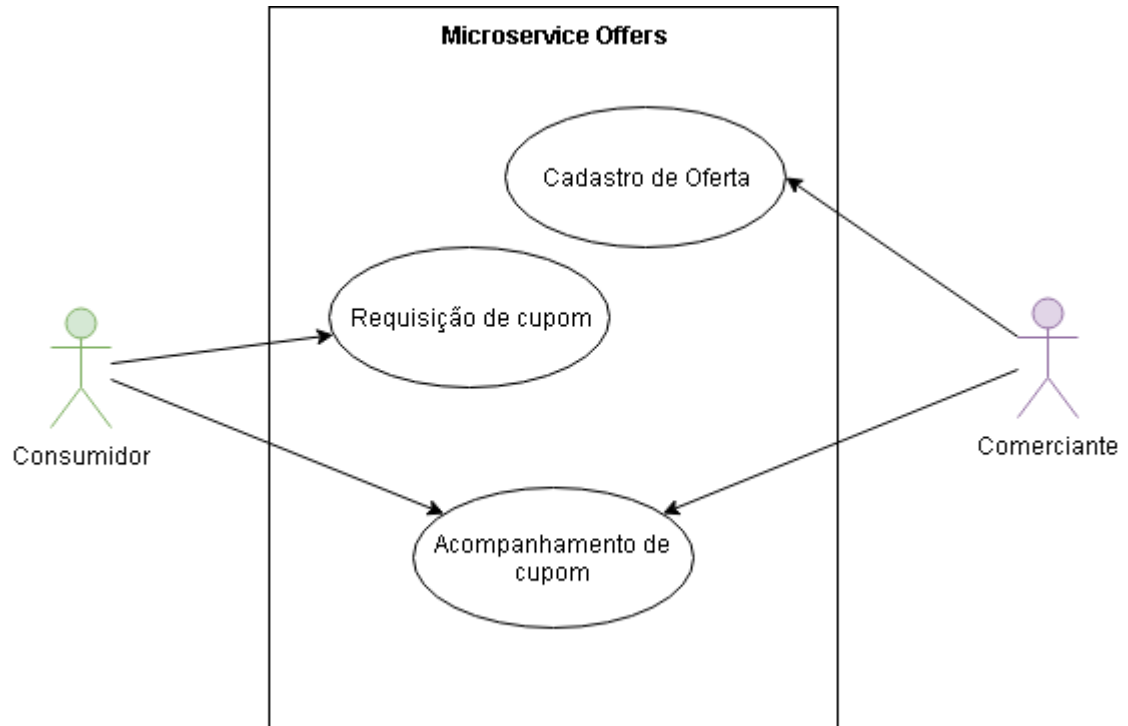 Microservice Offers
Cadastro de Oferta
Requisição de cupom
Consumidor
Comerciante
Acompanhamento de
cupom